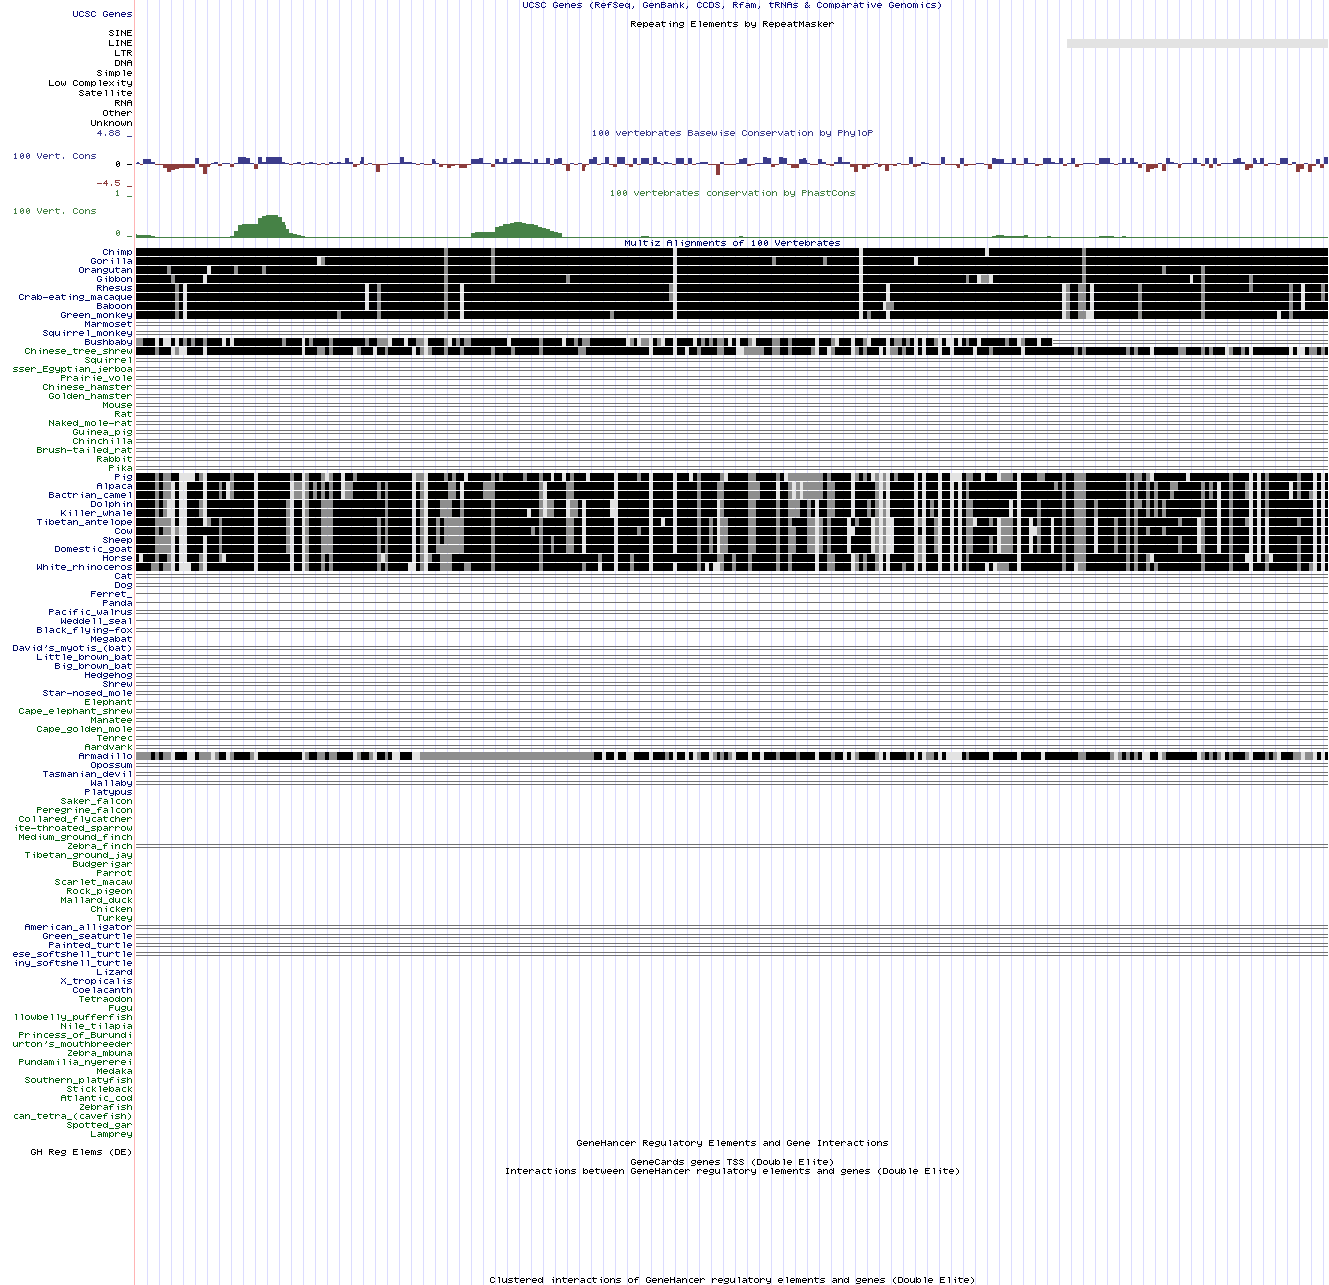 UCSC Genes (RefSeq, GenBank, CCDS, Rfam, tRNAs & Comparative Genomics)
UCSC Genes
Repeating Elements by RepeatMasker
SINE
LINE
LTR
DNA
Simple
Low Complexity
Satellite
RNA
Other
Unknown
4.88 _
100 vertebrates Basewise Conservation by PhyloP
100 Vert. Cons
0 -
-4.5 _
1 _
100 vertebrates conservation by PhastCons
100 Vert. Cons
0 _
Multiz Alignments of 100 Vertebrates
Chimp
Gorilla
Orangutan
Gibbon
Rhesus
Crab-eating_macaque
Baboon
Green_monkey
Marmoset
Squirrel_monkey
Bushbaby
Chinese_tree_shrew
Squirrel
sser_Egyptian_jerboa
Prairie_vole
Chinese_hamster
Golden_hamster
Mouse
Rat
Naked_mole-rat
Guinea_pig
Chinchilla
Brush-tailed_rat
Rabbit
Pika
Pig
Alpaca
Bactrian_camel
Dolphin
Killer_whale
Tibetan_antelope
Cow
Sheep
Domestic_goat
Horse
White_rhinoceros
Cat
Dog
Ferret_
Panda
Pacific_walrus
Weddell_seal
Black_flying-fox
Megabat
David's_myotis_(bat)
Little_brown_bat
Big_brown_bat
Hedgehog
Shrew
Star-nosed_mole
Elephant
Cape_elephant_shrew
Manatee
Cape_golden_mole
Tenrec
Aardvark
Armadillo
Opossum
Tasmanian_devil
Wallaby
Platypus
Saker_falcon
Peregrine_falcon
Collared_flycatcher
ite-throated_sparrow
Medium_ground_finch
Zebra_finch
Tibetan_ground_jay
Budgerigar
Parrot
Scarlet_macaw
Rock_pigeon
Mallard_duck
Chicken
Turkey
American_alligator
Green_seaturtle
Painted_turtle
ese_softshell_turtle
iny_softshell_turtle
Lizard
X_tropicalis
Coelacanth
Tetraodon
Fugu
llowbelly_pufferfish
Nile_tilapia
Princess_of_Burundi
urton's_mouthbreeder
Zebra_mbuna
Pundamilia_nyererei
Medaka
Southern_platyfish
Stickleback
Atlantic_cod
Zebrafish
can_tetra_(cavefish)
Spotted_gar
Lamprey
GeneHancer Regulatory Elements and Gene Interactions
GH Reg Elems (DE)
GeneCards genes TSS (Double Elite)
Interactions between GeneHancer regulatory elements and genes (Double Elite)
Clustered interactions of GeneHancer regulatory elements and genes (Double Elite)